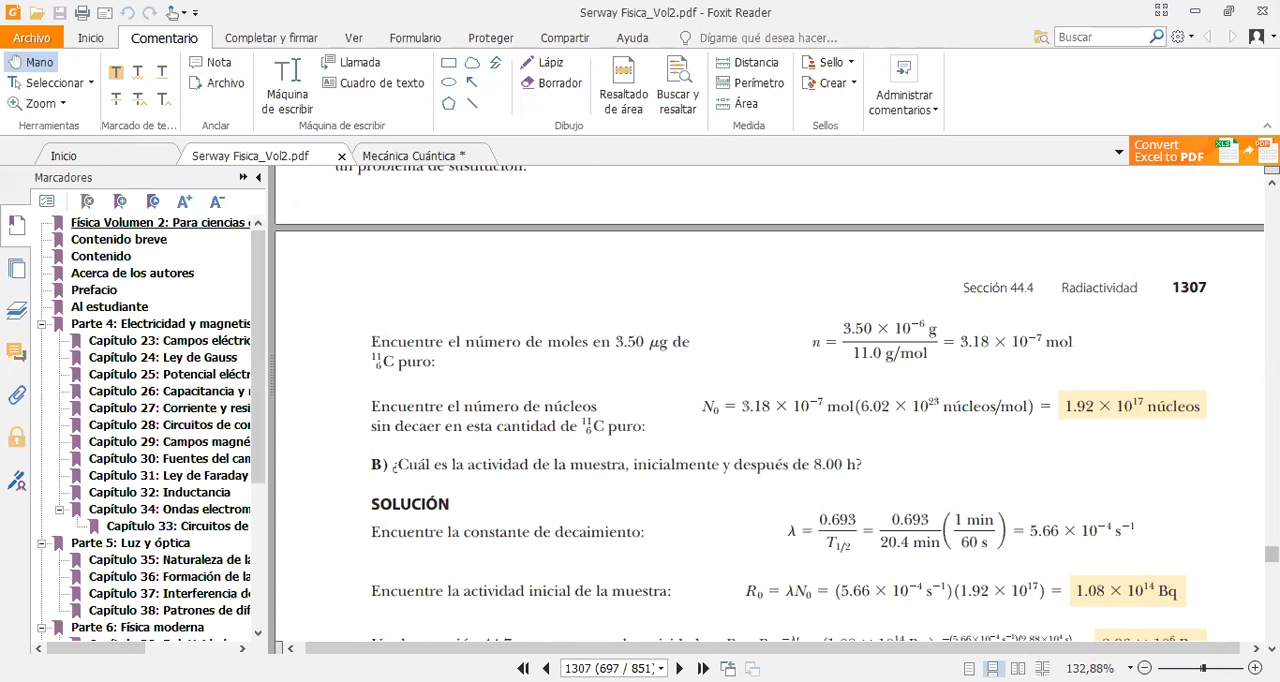 Serway Fisica_Vol2.pdf - Foxit Reader
Archivo Inicio Comentario Completar y firmar Ver Formulario Proteger Compartir Ayuda Dígame qué desea hacer... Buscar
Mano Nota Llamada Lápiz Distancia Sello
Seleccionar Archivo Cuadro de texto Borrador Perímetro Crear
Zoom Máquina de escribir Resaltado de área Buscar y resaltar Área Administrar comentarios
Herramientas Marcado de te... Anclar Máquina de escribir Dibujo Medida Sellos
Inicio Serway Fisica_Vol2.pdf Mecánica Cuántica * Convert Excel to PDF
Marcadores
Física Volumen 2: Para ciencias
Contenido breve
Contenido
Acerca de los autores
Prefacio
Al estudiante
Parte 4: Electricidad y magnetis
Capítulo 23: Campos eléctric
Capítulo 24: Ley de Gauss
Capítulo 25: Potencial eléctr
Capítulo 26: Capacitancia y
Capítulo 27: Corriente y resi
Capítulo 28: Circuitos de co
Capítulo 29: Campos magné
Capítulo 30: Fuentes del cam
Capítulo 31: Ley de Faraday
Capítulo 32: Inductancia
Capítulo 34: Ondas electrom
Capítulo 33: Circuitos de
Parte 5: Luz y óptica
Capítulo 35: Naturaleza de la
Capítulo 36: Formación de la
Capítulo 37: Interferencia de
Capítulo 38: Patrones de dif
Parte 6: Física moderna
un problema de sustitución.
Sección 44.4 Radiactividad 1307
Encuentre el número de moles en 3.50 μg de n = 3.50 × 10⁻⁶ g / 11.0 g/mol = 3.18 × 10⁻⁷ mol
¹¹₆C puro:
Encuentre el número de núcleos N₀ = 3.18 × 10⁻⁷ mol(6.02 × 10²³ núcleos/mol) = 1.92 × 10¹⁷ núcleos
sin decaer en esta cantidad de ¹¹₆C puro:
B) ¿Cuál es la actividad de la muestra, inicialmente y después de 8.00 h?
SOLUCIÓN
Encuentre la constante de decaimiento: λ = 0.693 / T₁/₂ = 0.693 / 20.4 min (1 min / 60 s) = 5.66 × 10⁻⁴ s⁻¹
Encuentre la actividad inicial de la muestra: R₀ = λN₀ = (5.66 × 10⁻⁴ s⁻¹)(1.92 × 10¹⁷) = 1.08 × 10¹⁴ Bq
1307 (697 / 851) 132,88%